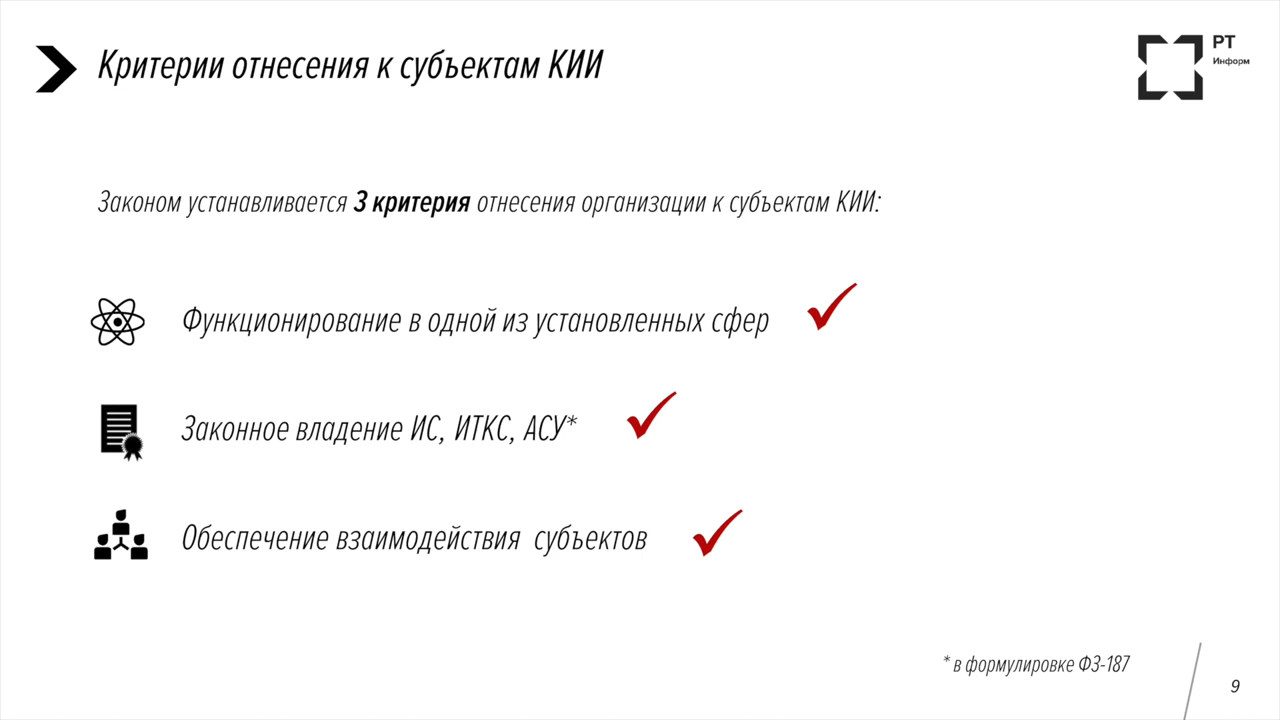 Критерии отнесения к субъектам КИИ
РТ
Информ
Законом устанавливается 3 критерия отнесения организации к субъектам КИИ:
Функционирование в одной из установленных сфер
Законное владение ИС, ИТКС, АСУ*
Обеспечение взаимодействия субъектов
* в формулировке ФЗ-187
9